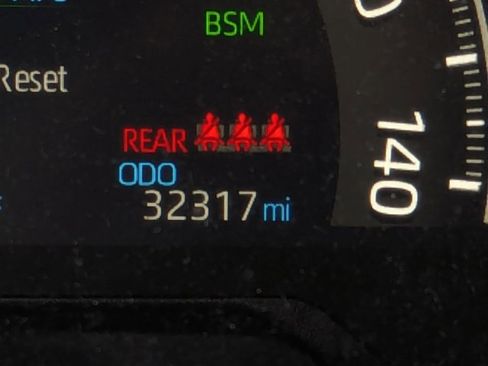 BSM
Reset
REAR
ODO
32317 mi
140